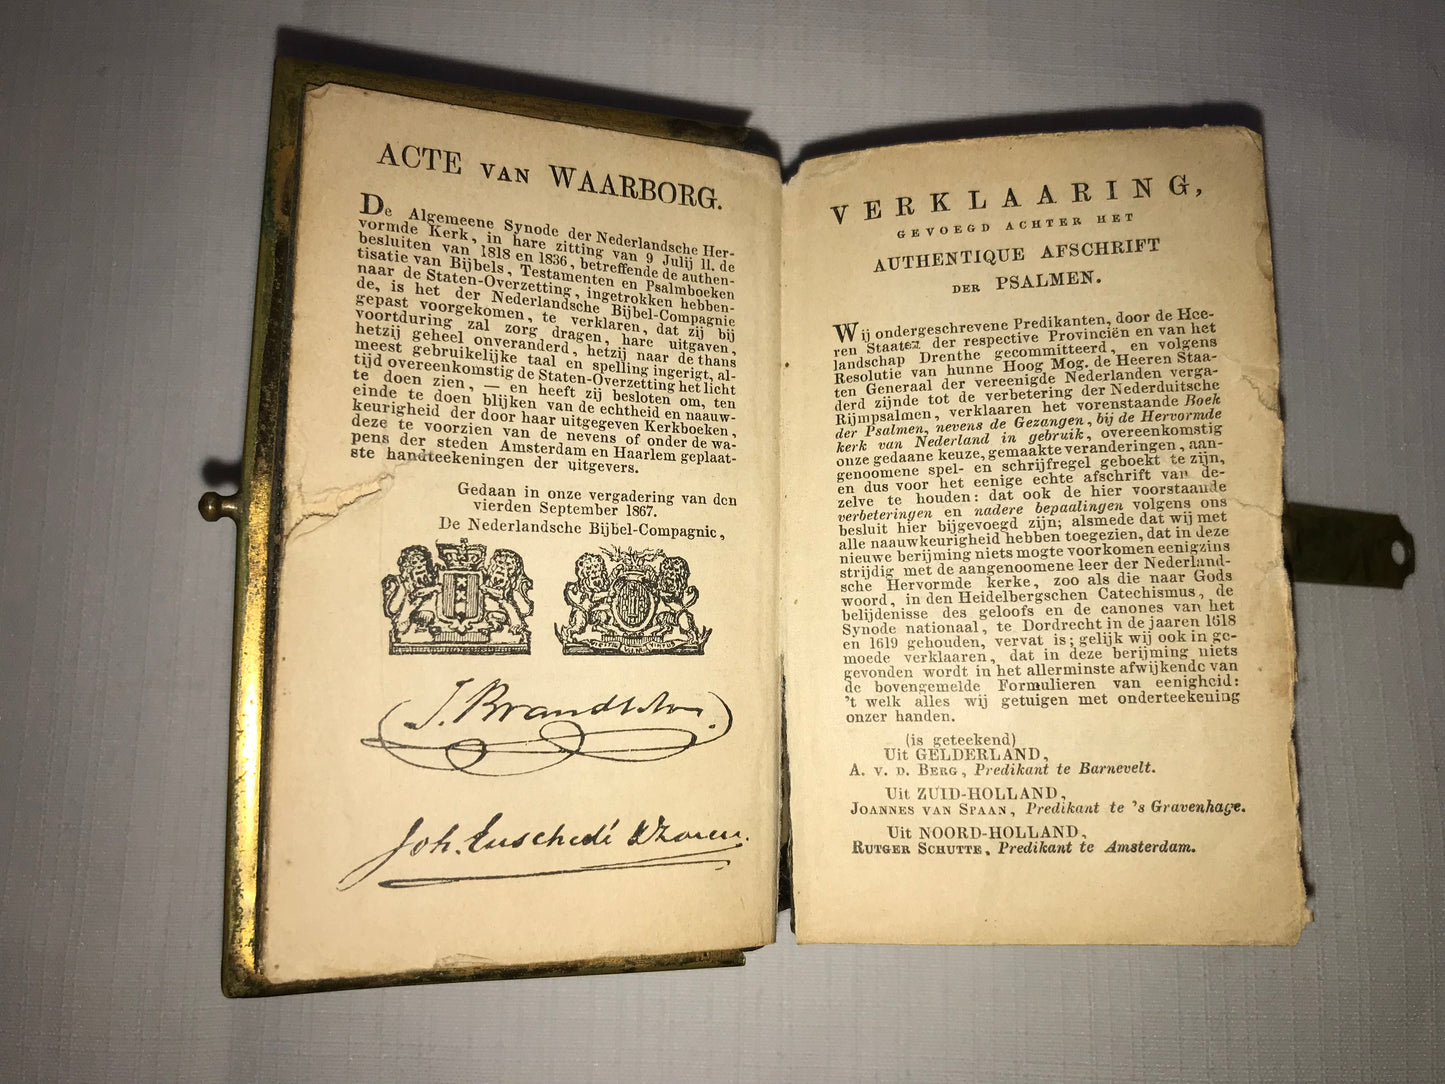 ACTE VAN WAARBORG.
De Algemeene Synode der Nederlandsche Her-
vormde Kerk, in hare zitting van 9 Julij ll. de
besluiten van 1818 en 1836, betreffende de authen-
tisatie van Bijbels, Testamenten en Psalmboeken
naar de Staten-Overzetting, ingetrokken hebben-
de, is het der Nederlandsche Bijbel-Compagnie
gepast voorgekomen, te verklaren, dat zij bij
voortduring zal zorg dragen, hare uitgaven,
hetzij geheel onveranderd, hetzij naar de thans
meest gebruikelijke taal en spelling ingerigt, al-
tijd overeenkomstig de Staten-Overzetting het licht
te doen zien, — en heeft zij besloten om, ten
einde te doen blijken van de echtheid en naauw-
keurigheid der door haar uitgegeven Kerkboeken,
deze te voorzien van de nevens of onder de wa-
pens der steden Amsterdam en Haarlem geplaat-
ste handteekeningen der uitgevers.
Gedaan in onze vergadering van den
vierden September 1867.
De Nederlandsche Bijbel-Compagnie,
J. Brandt
Joh. Enschedé & Zonen.
VERKLAARING,
GEVOEGD ACHTER HET
AUTHENTIQUE AFSCHRIFT
DER PSALMEN.
Wij ondergeschrevene Predikanten, door de Hee-
ren Staaten der respective Provinciën en van het
landschap Drenthe gecommitteerd, en volgens
Resolutie van hunne Hoog Mog. de Heeren Staa-
ten Generaal der vereenigde Nederlanden verga-
derd zijnde tot de verbetering der Nederduitsche
Rijmpsalmen, verklaaren het vorenstaande Boek
der Psalmen, nevens de Gezangen, bij de Hervormde
kerk van Nederland in gebruik, overeenkomstig
onze gedaane keuze, gemaakte veranderingen, aan-
genoomene spel- en schrijfregel geboekt te zijn,
en dus voor het eenige echte afschrift van de-
zelve te houden: dat ook de hier voorstaande
verbeteringen en nadere bepaalingen volgens ons
besluit hier bijgevoegd zijn; alsmede dat wij met
alle naauwkeurigheid hebben toegezien, dat in deze
nieuwe berijming niets mogte voorkomen eenigzins
strijdig met de aangenoomene leer der Nederland-
sche Hervormde kerke, zoo als die naar Gods
woord, in den Heidelbergschen Catechismus, de
belijdenisse des geloofs en de canones van het
Synode nationaal, te Dordrecht in de jaaren 1618
en 1619 gehouden, vervat is; gelijk wij ook in ge-
moede verklaaren, dat in deze berijming niets
gevonden wordt in het allerminste afwijkende van
de bovengemelde Formulieren van eenigheid:
't welk alles wij getuigen met onderteekening
onzer handen.
(is geteekend)
Uit GELDERLAND,
A. v. D. BERG, Predikant te Barnevelt.
Uit ZUID-HOLLAND,
JOANNES VAN SPAAN, Predikant te 's Gravenhage.
Uit NOORD-HOLLAND,
RUTGER SCHUTTE, Predikant te Amsterdam.